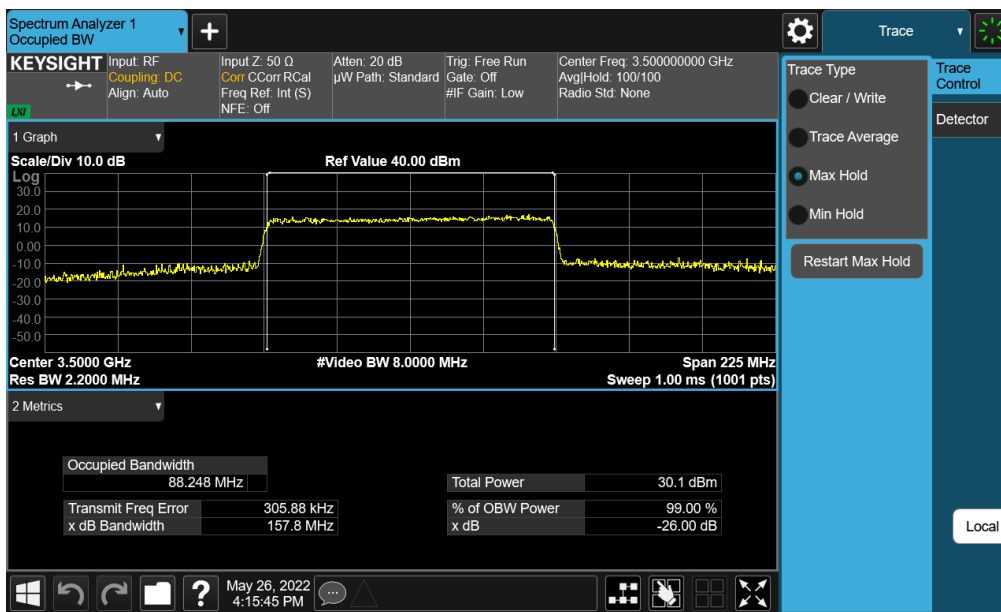 Spectrum Analyzer 1
Occupied BW
+
Trace
KEYSIGHT
LXI
Input: RF
Coupling: DC
Align: Auto
Input Z: 50 Ω
Corr CCorr RCal
Freq Ref: Int (S)
NFE: Off
Atten: 20 dB
µW Path: Standard
Trig: Free Run
Gate: Off
#IF Gain: Low
Center Freq: 3.500000000 GHz
Avg|Hold: 100/100
Radio Std: None
Trace Type
Clear / Write
Trace Average
Max Hold
Min Hold
Restart Max Hold
Trace
Control
Detector
Local
1 Graph
Scale/Div 10.0 dB
Ref Value 40.00 dBm
Log
30.0
20.0
10.0
0.00
-10.0
-20.0
-30.0
-40.0
-50.0
Center 3.5000 GHz
#Video BW 8.0000 MHz
Span 225 MHz
Res BW 2.2000 MHz
Sweep 1.00 ms (1001 pts)
2 Metrics
Occupied Bandwidth
88.248 MHz
Transmit Freq Error 305.88 kHz
x dB Bandwidth 157.8 MHz
Total Power 30.1 dBm
% of OBW Power 99.00 %
x dB -26.00 dB
?
May 26, 2022
4:15:45 PM